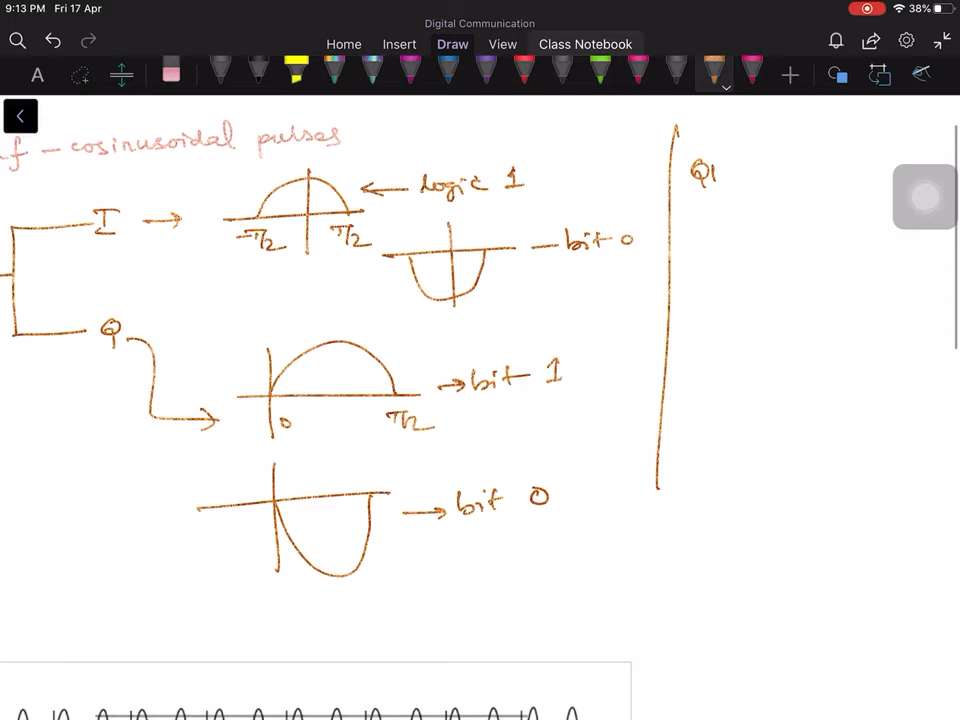 9:13 PM Fri 17 Apr
38%
Digital Communication
Home Insert Draw View Class Notebook
A
f - cosinusoidal pulses
I → ← logic 1
-π/2 π/2
- bit 0
Q
→ bit 1
0 π/2
→ bit 0
QP